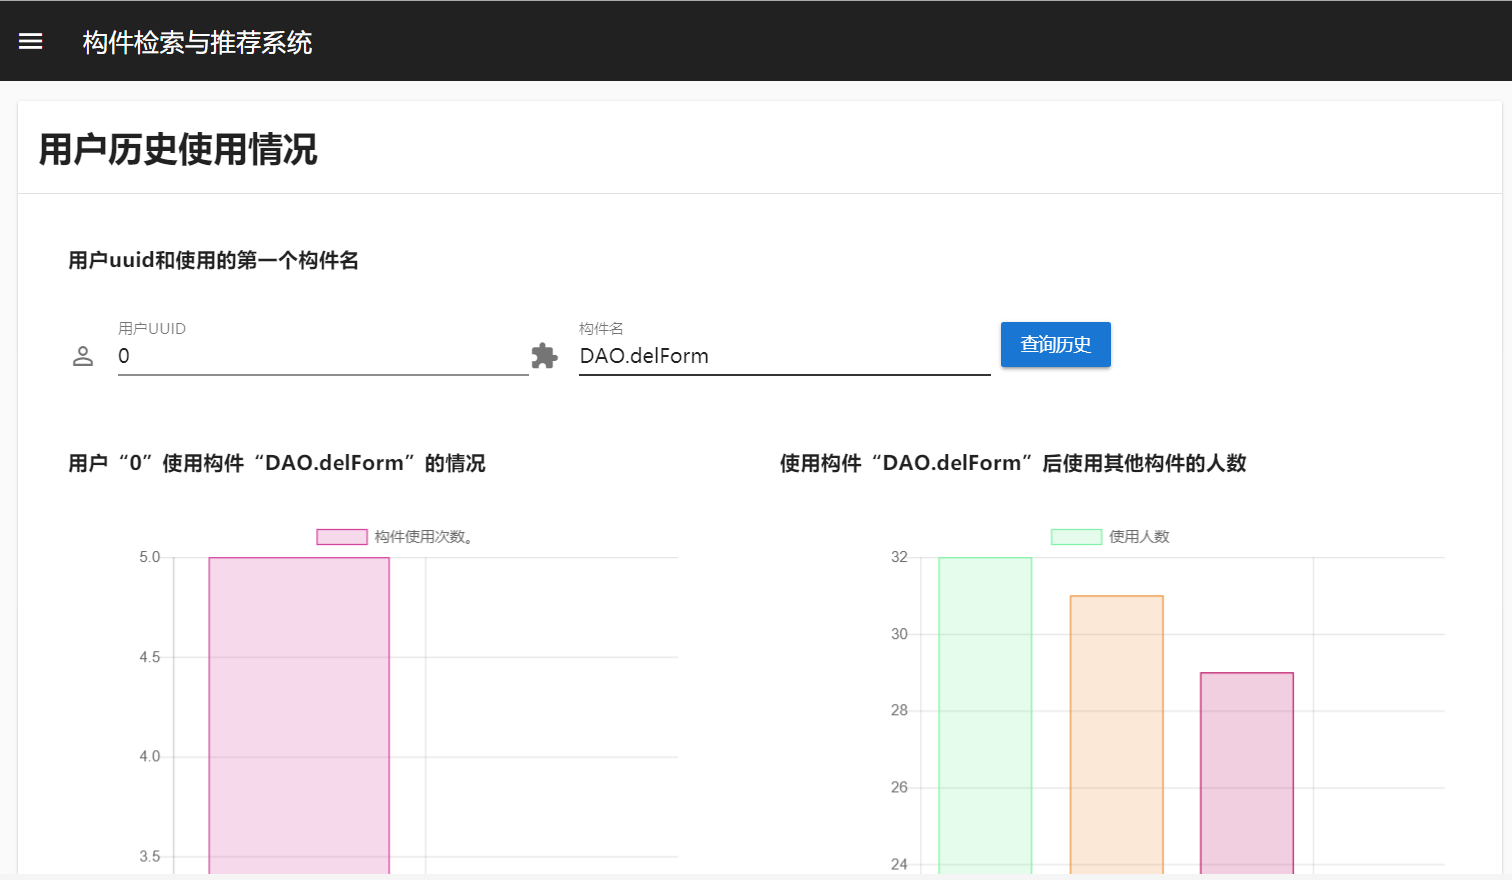 构件检索与推荐系统
用户历史使用情况
用户uuid和使用的第一个构件名
用户UUID
0
构件名
DAO.delForm
查询历史
用户“0”使用构件“DAO.delForm”的情况
构件使用次数。
5.0
4.5
4.0
3.5
使用构件“DAO.delForm”后使用其他构件的人数
使用人数
32
30
28
26
24